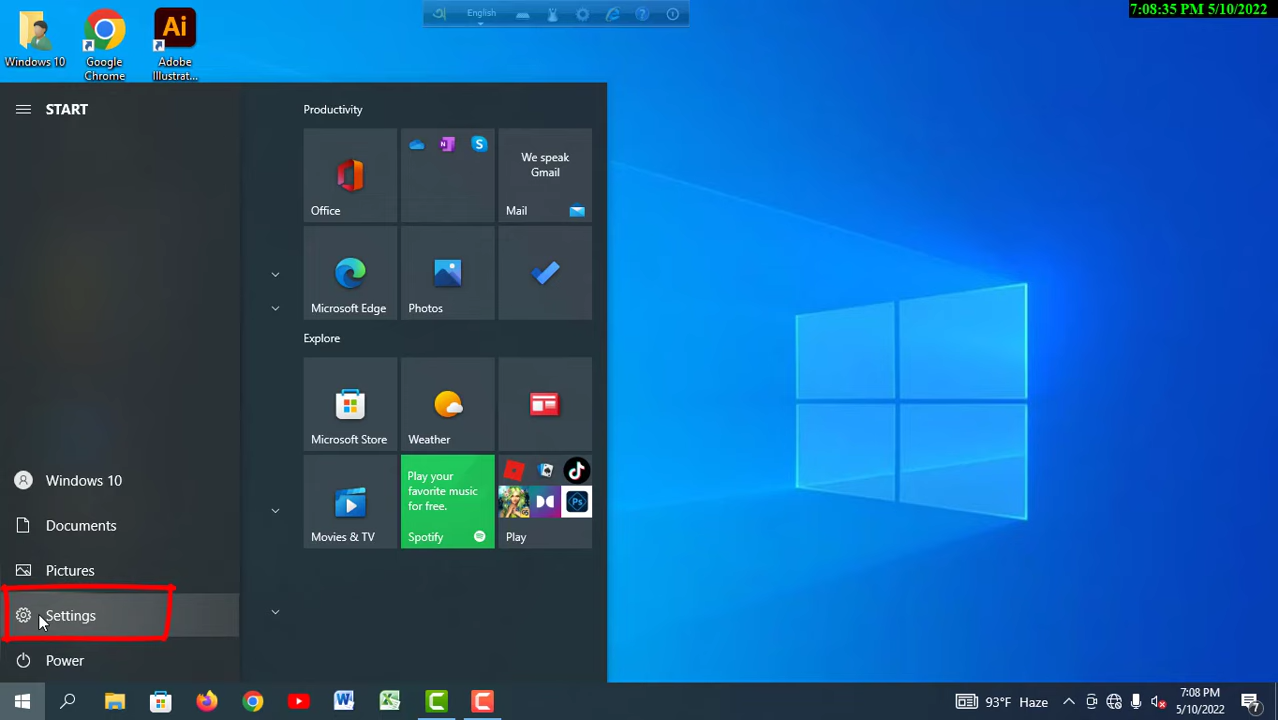 7:08:35 PM 5/10/2022
English
Windows 10
Google
Chrome
Ai
Adobe
Illustrat...
START
Productivity
Office
We speak
Gmail
Mail
Microsoft Edge
Photos
Explore
Microsoft Store
Weather
Movies & TV
Play your
favorite music
for free.
Spotify
Ps
Play
Windows 10
Documents
Pictures
Settings
Power
93°F Haze
7:08 PM
5/10/2022
7